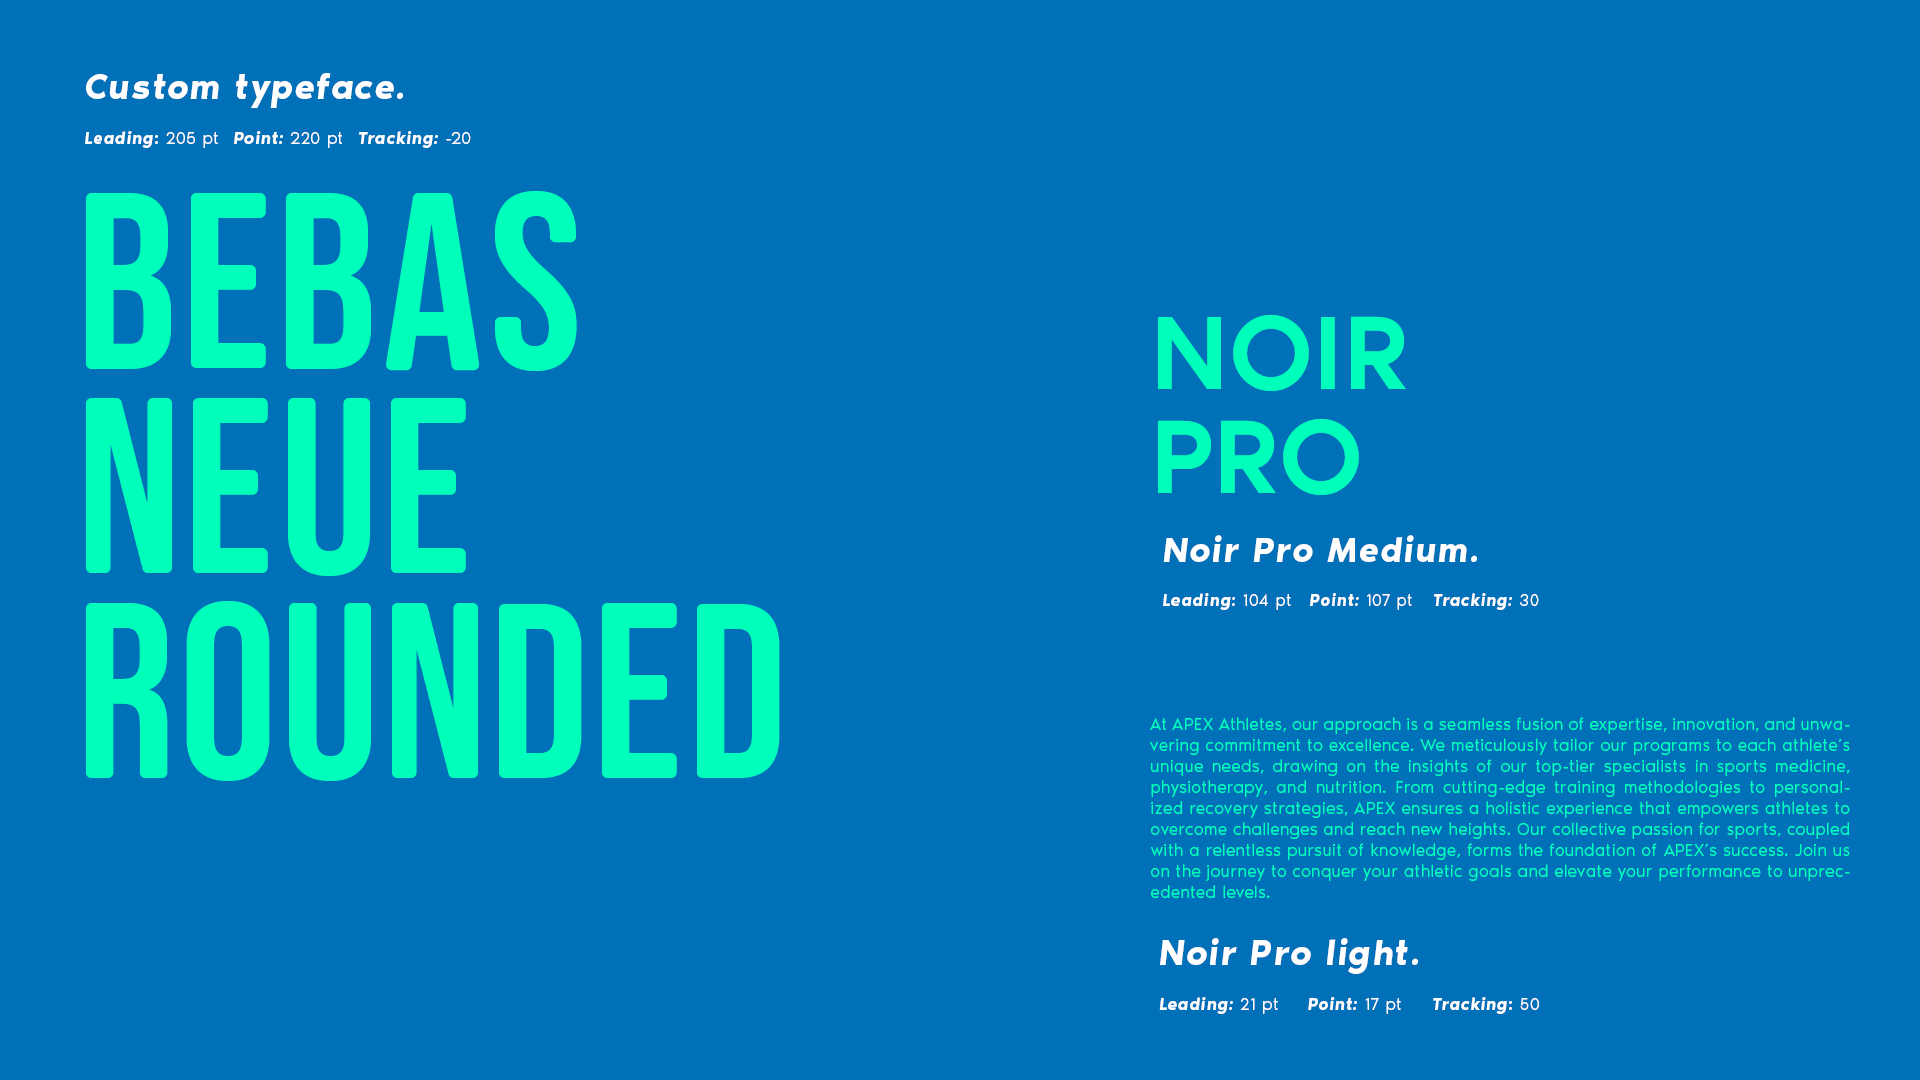 Custom typeface.
Leading: 205 pt Point: 220 pt Tracking: -20
BEBAS
NEUE
ROUNDED
NOIR
PRO
Noir Pro Medium.
Leading: 104 pt Point: 107 pt Tracking: 30
At APEX Athletes, our approach is a seamless fusion of expertise, innovation, and unwa-
vering commitment to excellence. We meticulously tailor our programs to each athlete's
unique needs, drawing on the insights of our top-tier specialists in sports medicine,
physiotherapy, and nutrition. From cutting-edge training methodologies to personal-
ized recovery strategies, APEX ensures a holistic experience that empowers athletes to
overcome challenges and reach new heights. Our collective passion for sports, coupled
with a relentless pursuit of knowledge, forms the foundation of APEX's success. Join us
on the journey to conquer your athletic goals and elevate your performance to unprec-
edented levels.
Noir Pro light.
Leading: 21 pt Point: 17 pt Tracking: 50